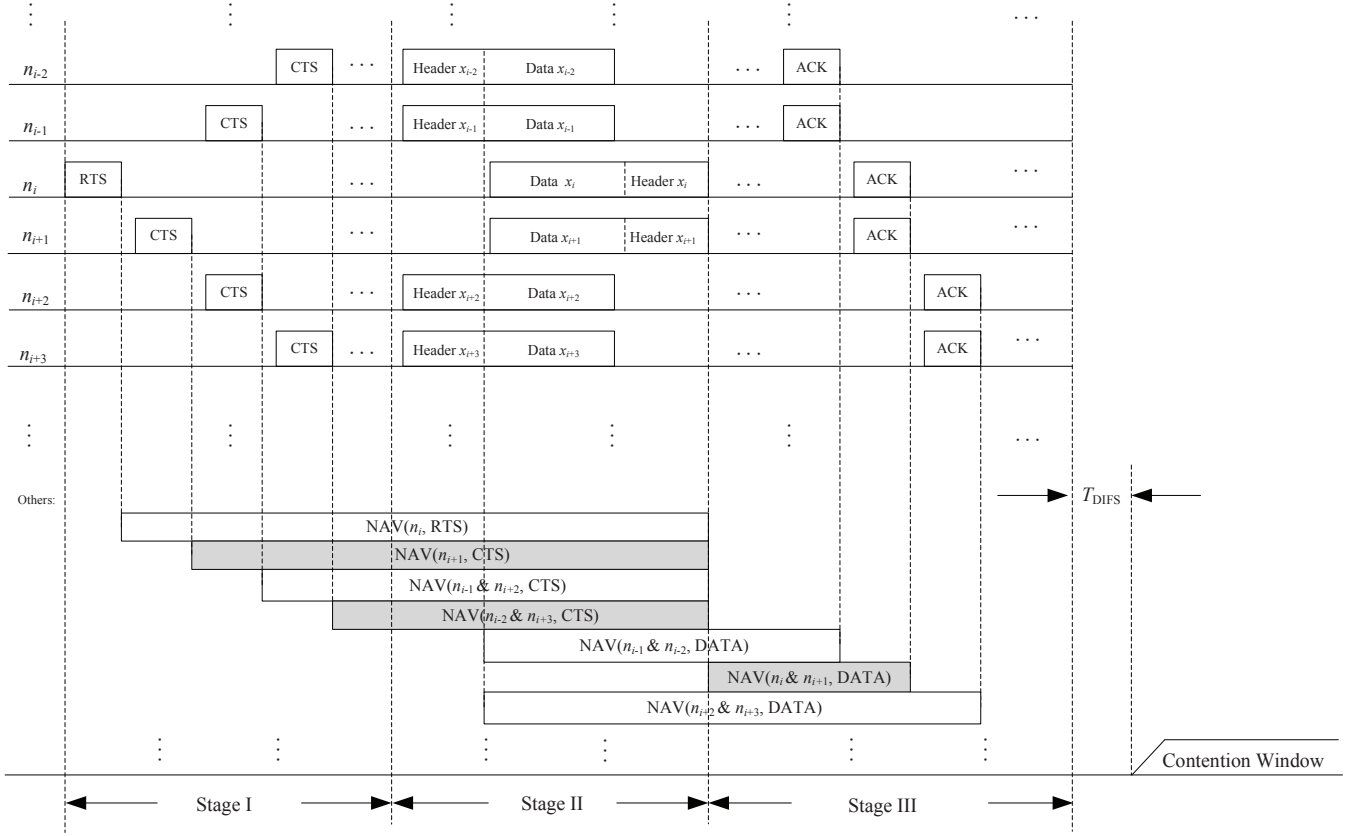 n_{i-2} CTS ... Header x_{i-2} Data x_{i-2} ... ACK
n_{i-1} CTS ... Header x_{i-1} Data x_{i-1} ... ACK
n_i RTS ... Data x_i Header x_i ... ACK ...
n_{i+1} CTS ... Data x_{i+1} Header x_{i+1} ... ACK ...
n_{i+2} CTS ... Header x_{i+2} Data x_{i+2} ... ACK
n_{i+3} CTS ... Header x_{i+3} Data x_{i+3} ... ACK ...
T_{DIFS}
Others:
NAV(n_i, RTS)
NAV(n_{i+1}, CTS)
NAV(n_{i-1} & n_{i+2}, CTS)
NAV(n_{i-2} & n_{i+3}, CTS)
NAV(n_{i-1} & n_{i-2}, DATA)
NAV(n_i & n_{i+1}, DATA)
NAV(n_{i+2} & n_{i+3}, DATA)
Contention Window
Stage I Stage II Stage III